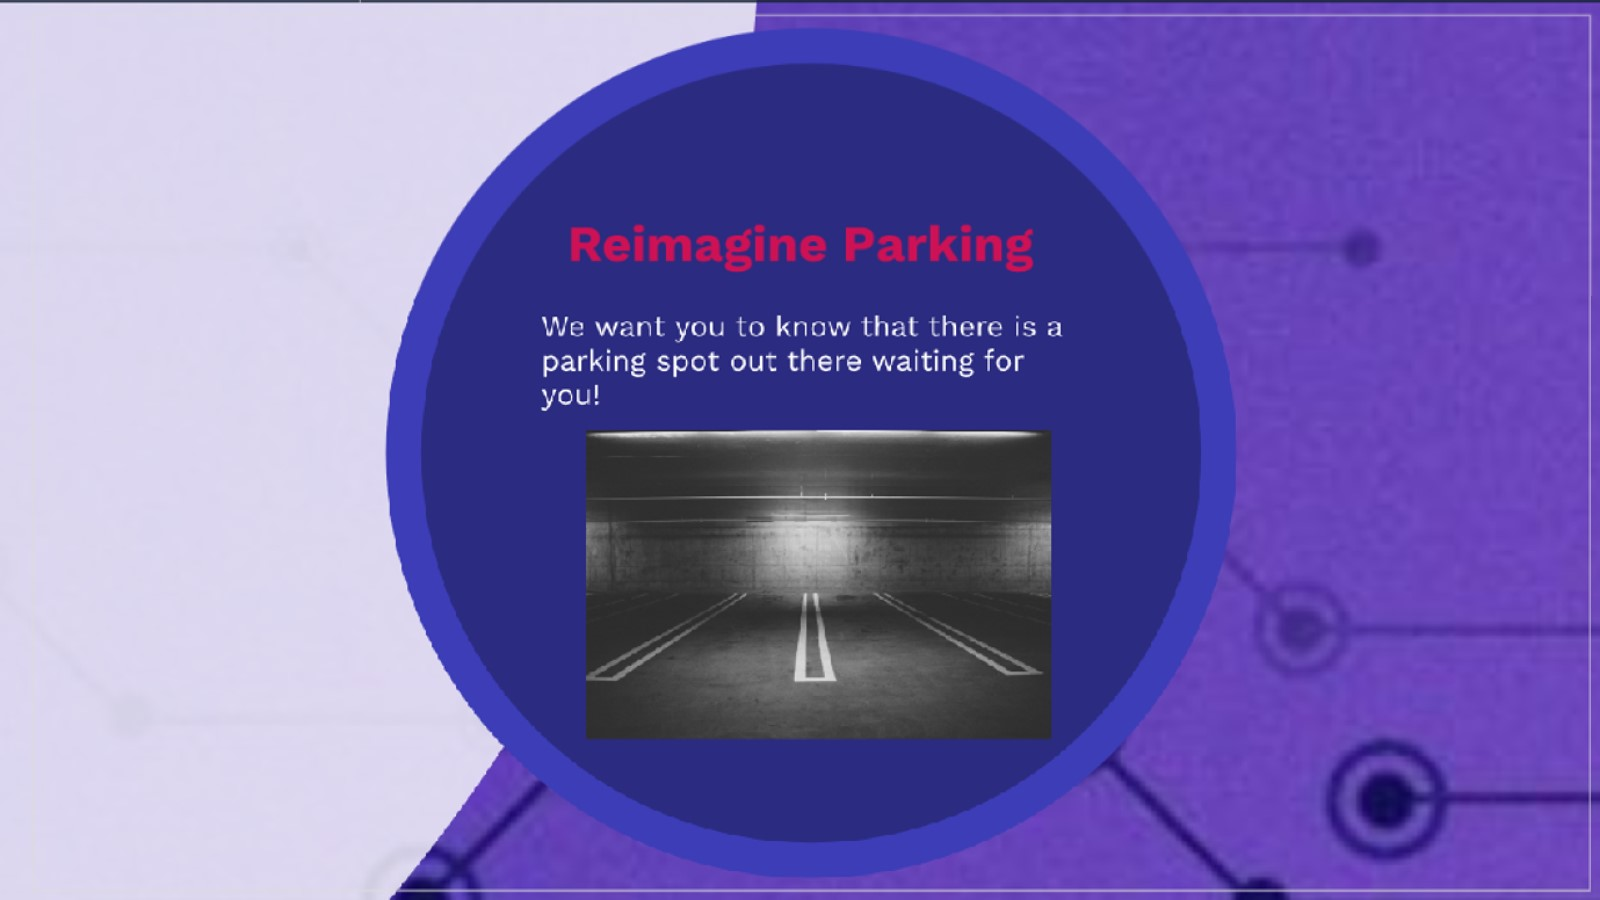 Reimagine Parking
We want you to know that there is a
parking spot out there waiting for
you!